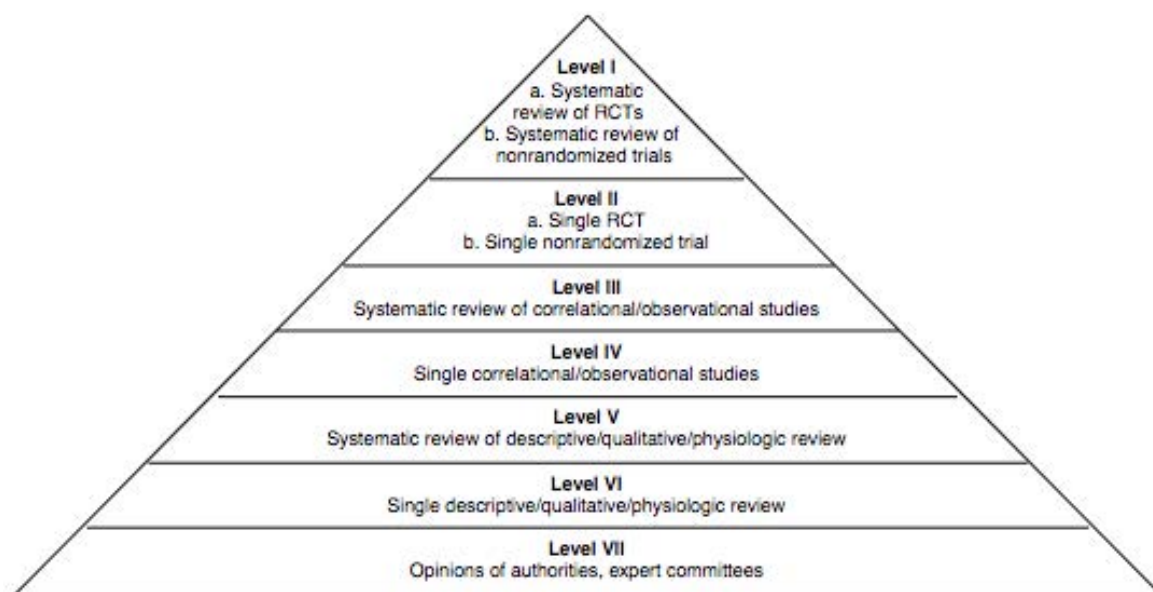 Level I
a. Systematic
review of RCTs
b. Systematic review of
nonrandomized trials
Level II
a. Single RCT
b. Single nonrandomized trial
Level III
Systematic review of correlational/observational studies
Level IV
Single correlational/observational studies
Level V
Systematic review of descriptive/qualitative/physiologic review
Level VI
Single descriptive/qualitative/physiologic review
Level VII
Opinions of authorities, expert committees